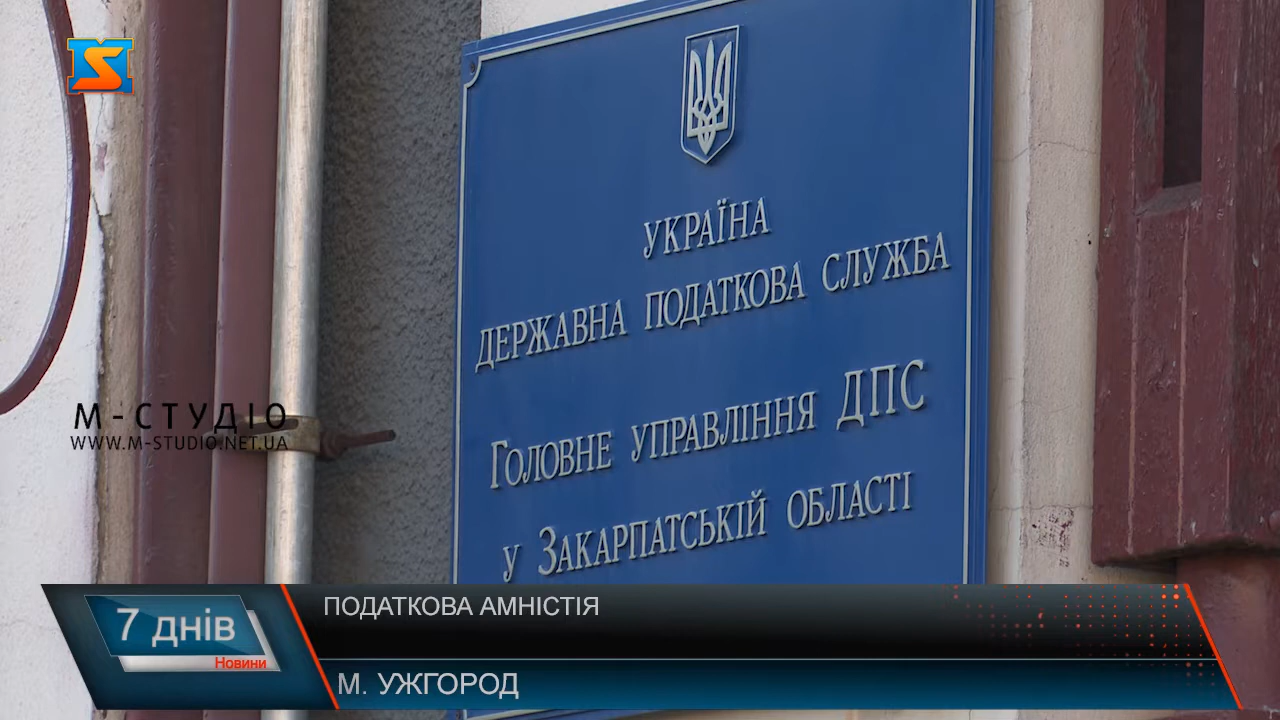 УКРАЇНА
ДЕРЖАВНА ПОДАТКОВА СЛУЖБА
ГОЛОВНЕ УПРАВЛІННЯ ДПС
У ЗАКАРПАТСЬКІЙ ОБЛАСТІ
М-СТУДІО
WWW.M-STUDIO.NET.UA
7 днів
Новини
ПОДАТКОВА АМНІСТІЯ
М. УЖГОРОД